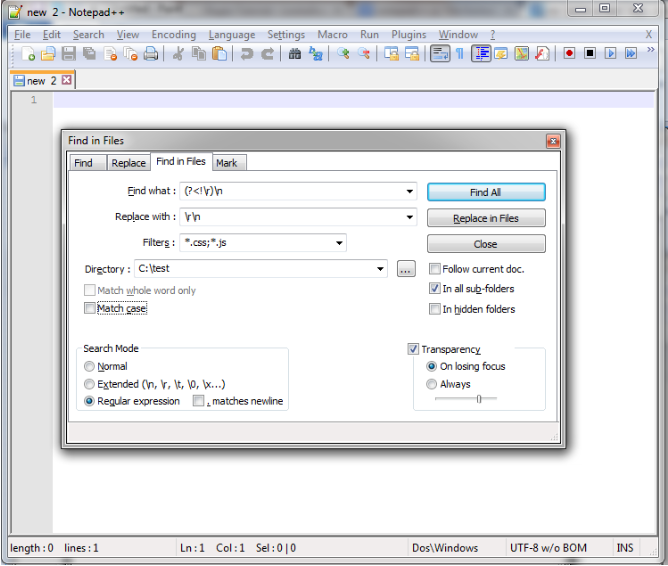 new 2 - Notepad++
File Edit Search View Encoding Language Settings Macro Run Plugins Window ? X
new 2
1
Find in Files
Find Replace Find in Files Mark
Find what : (?<!\r)\n Find All
Replace with : \r\n Replace in Files
Filters : *.css;*.js Close
Directory : C:\test ... Follow current doc.
Match whole word only In all sub-folders
Match case In hidden folders
Search Mode Transparency
Normal On losing focus
Extended (\n, \r, \t, \0, \x...) Always
Regular expression . matches newline
length : 0 lines : 1 Ln : 1 Col : 1 Sel : 0 | 0 Dos\Windows UTF-8 w/o BOM INS